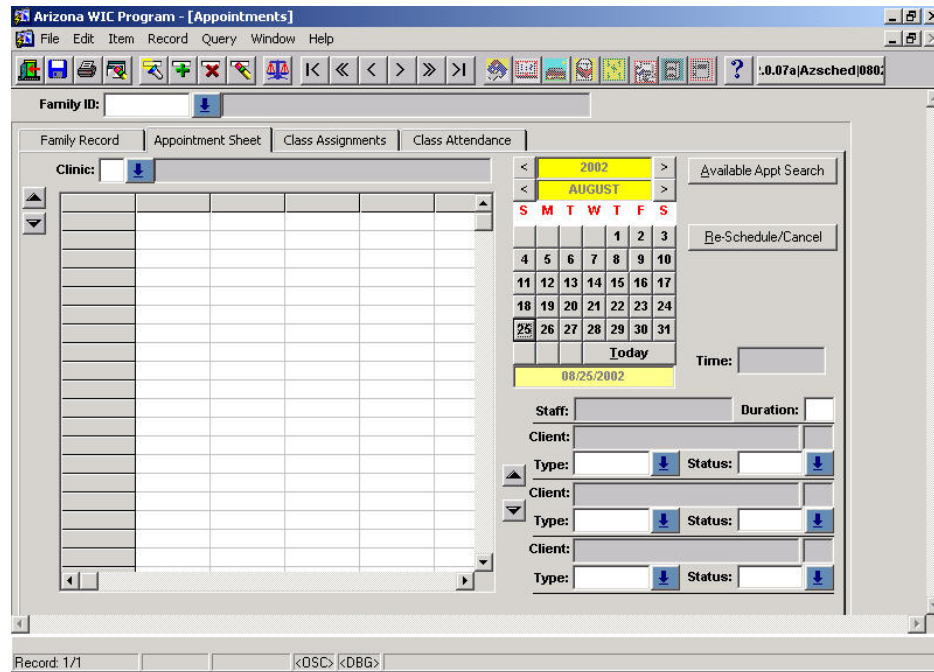 Arizona WIC Program - [Appointments]
File Edit Item Record Query Window Help
? :.0.07a|Azsched|0802
Family ID:
Family Record Appointment Sheet Class Assignments Class Attendance
Clinic:
< 2002 >
< AUGUST >
S M T W T F S
1 2 3
4 5 6 7 8 9 10
11 12 13 14 15 16 17
18 19 20 21 22 23 24
25 26 27 28 29 30 31
Today
08/25/2002
Available Appt Search
Re-Schedule/Cancel
Time:
Staff: Duration:
Client:
Type: Status:
Client:
Type: Status:
Client:
Type: Status:
Record: 1/1 <OSC> <DBG>